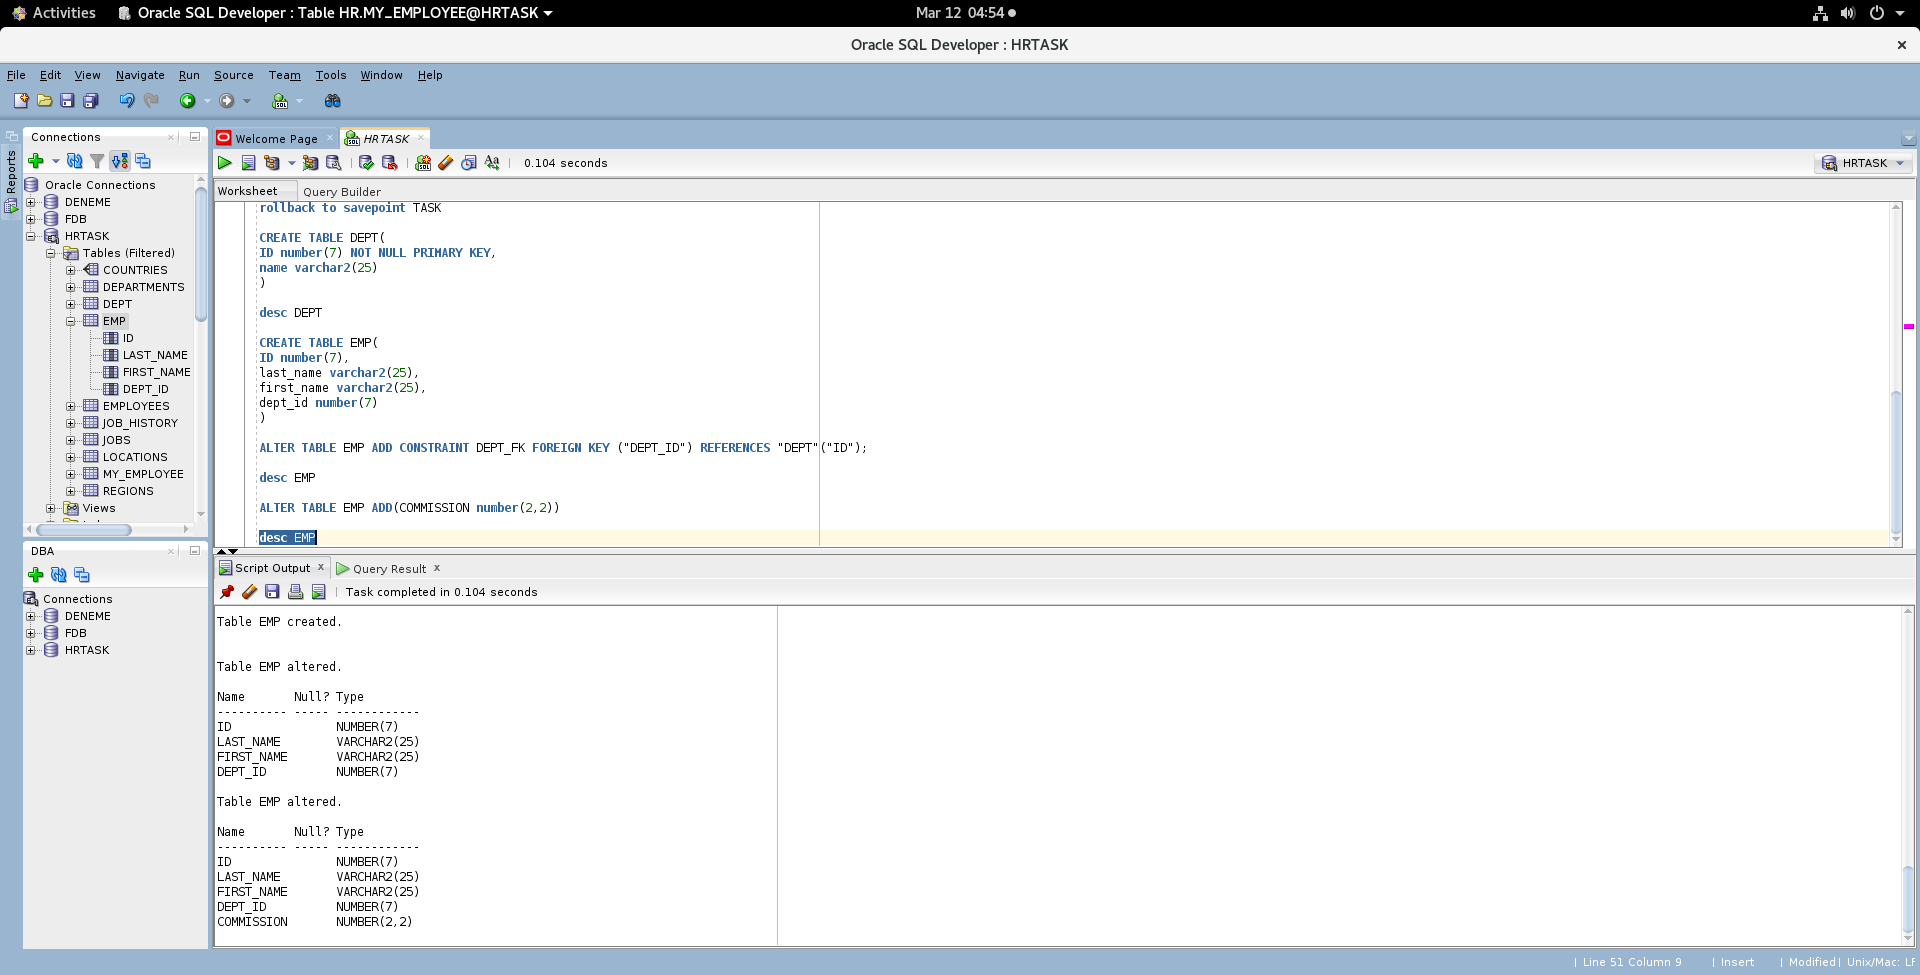 Activities
Oracle SQL Developer : Table HR.MY_EMPLOYEE@HRTASK
Mar 12 04:54
Oracle SQL Developer : HRTASK
File Edit View Navigate Run Source Team Tools Window Help
Reports
Connections
Oracle Connections
DENEME
FDB
HRTASK
Tables (Filtered)
COUNTRIES
DEPARTMENTS
DEPT
EMP
ID
LAST_NAME
FIRST_NAME
DEPT_ID
EMPLOYEES
JOB_HISTORY
JOBS
LOCATIONS
MY_EMPLOYEE
REGIONS
Views
DBA
Connections
DENEME
FDB
HRTASK
Welcome Page
HRTASK
0.104 seconds
HRTASK
Worksheet Query Builder
rollback to savepoint TASK
CREATE TABLE DEPT(
ID number(7) NOT NULL PRIMARY KEY,
name varchar2(25)
)
desc DEPT
CREATE TABLE EMP(
ID number(7),
last_name varchar2(25),
first_name varchar2(25),
dept_id number(7)
)
ALTER TABLE EMP ADD CONSTRAINT DEPT_FK FOREIGN KEY ("DEPT_ID") REFERENCES "DEPT"("ID");
desc EMP
ALTER TABLE EMP ADD(COMMISSION number(2,2))
desc EMP
Script Output x Query Result x
Task completed in 0.104 seconds
Table EMP created.
Table EMP altered.
Name Null? Type
---------- ----- ------------
ID NUMBER(7)
LAST_NAME VARCHAR2(25)
FIRST_NAME VARCHAR2(25)
DEPT_ID NUMBER(7)
Table EMP altered.
Name Null? Type
---------- ----- ------------
ID NUMBER(7)
LAST_NAME VARCHAR2(25)
FIRST_NAME VARCHAR2(25)
DEPT_ID NUMBER(7)
COMMISSION NUMBER(2,2)
| Line 51 Column 9 | Insert | Modified | Unix/Mac: LF